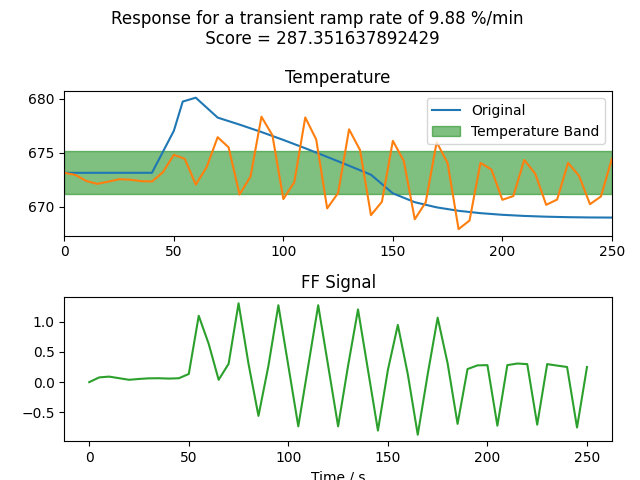 Response for a transient ramp rate of 9.88 %/min
Score = 287.351637892429
Temperature
680
675
670
Original
Temperature Band
0 50 100 150 200 250
FF Signal
1.0
0.5
0.0
−0.5
0 50 100 150 200 250
Time / s